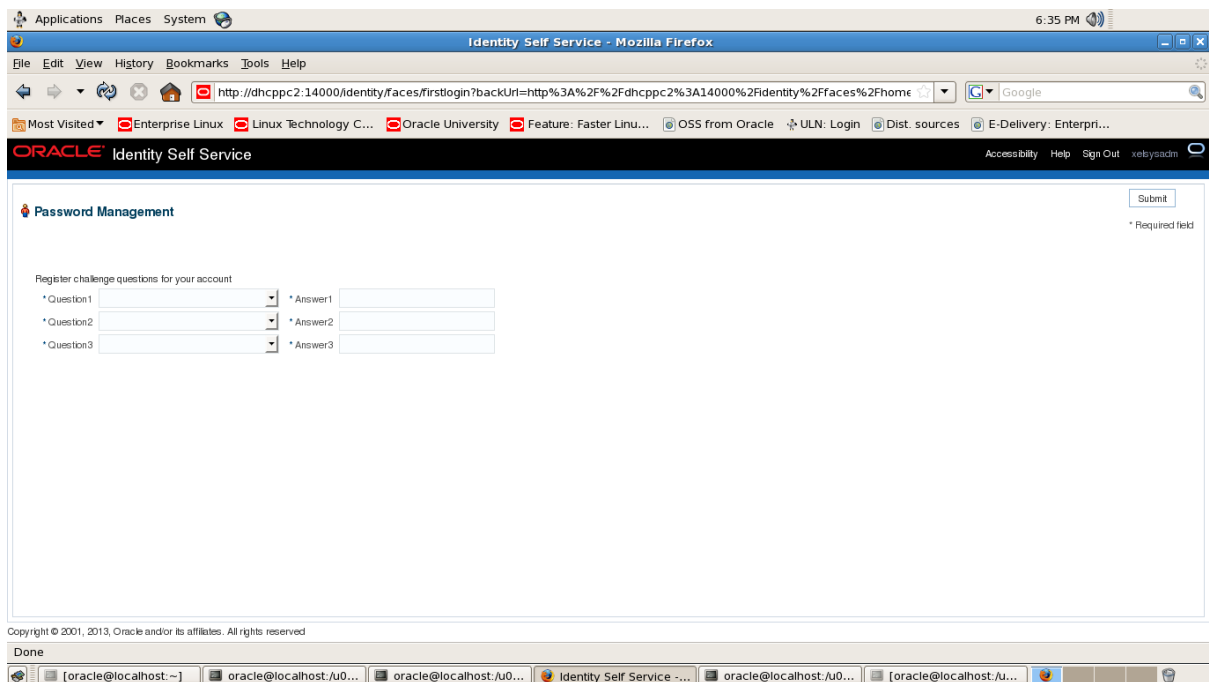 Applications Places System 6:35 PM
Identity Self Service - Mozilla Firefox
File Edit View History Bookmarks Tools Help
http://dhcppc2:14000/identity/faces/firstlogin?backUrl=http%3A%2F%2Fdhcppc2%3A14000%2Fidentity%2Ffaces%2Fhome Google
Most Visited Enterprise Linux Linux Technology C... Oracle University Feature: Faster Linu... OSS from Oracle ULN: Login Dist. sources E-Delivery: Enterpri...
ORACLE Identity Self Service Accessibility Help Sign Out xelsysadm
Submit
Password Management
* Required field
Register challenge questions for your account
* Question1 * Answer1
* Question2 * Answer2
* Question3 * Answer3
Copyright © 2001, 2013, Oracle and/or its affiliates. All rights reserved
Done
[oracle@localhost:~] oracle@localhost:/u0... oracle@localhost:/u0... Identity Self Service -... oracle@localhost:/u0... [oracle@localhost:/u...